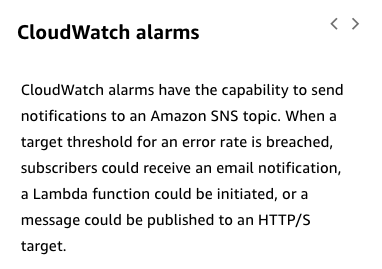 CloudWatch alarms
CloudWatch alarms have the capability to send
notifications to an Amazon SNS topic. When a
target threshold for an error rate is breached,
subscribers could receive an email notification,
a Lambda function could be initiated, or a
message could be published to an HTTP/S
target.